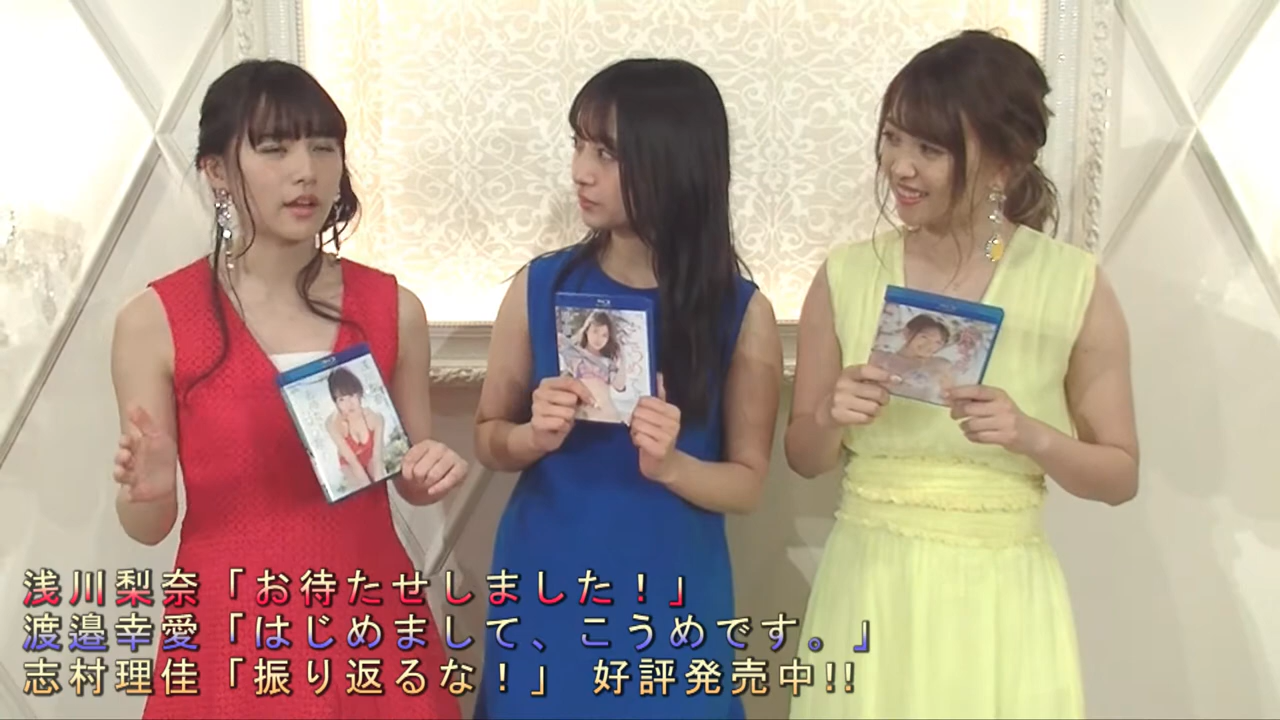 浅川梨奈「お待たせしました!」
渡邉幸愛「はじめまして、こうめです。」
志村理佳「振り返るな!」 好評発売中!!